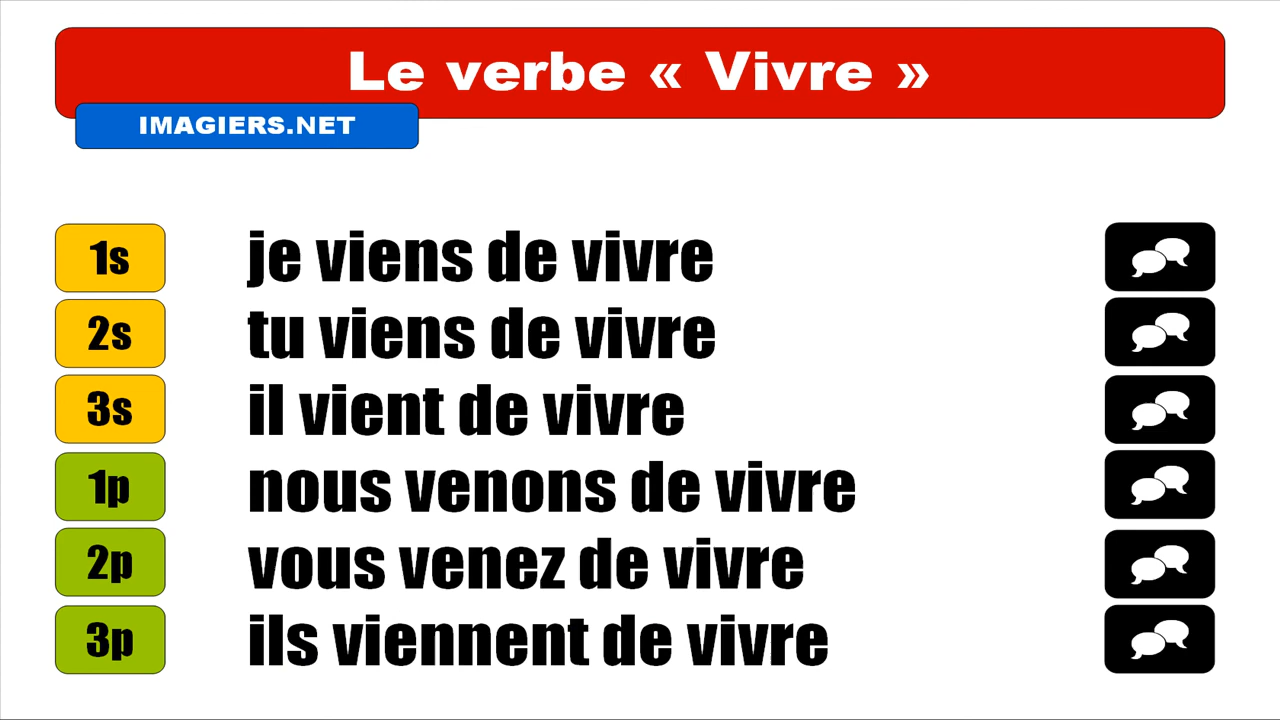 Le verbe « Vivre »
IMAGIERS.NET
1s je viens de vivre
2s tu viens de vivre
3s il vient de vivre
1p nous venons de vivre
2p vous venez de vivre
3p ils viennent de vivre